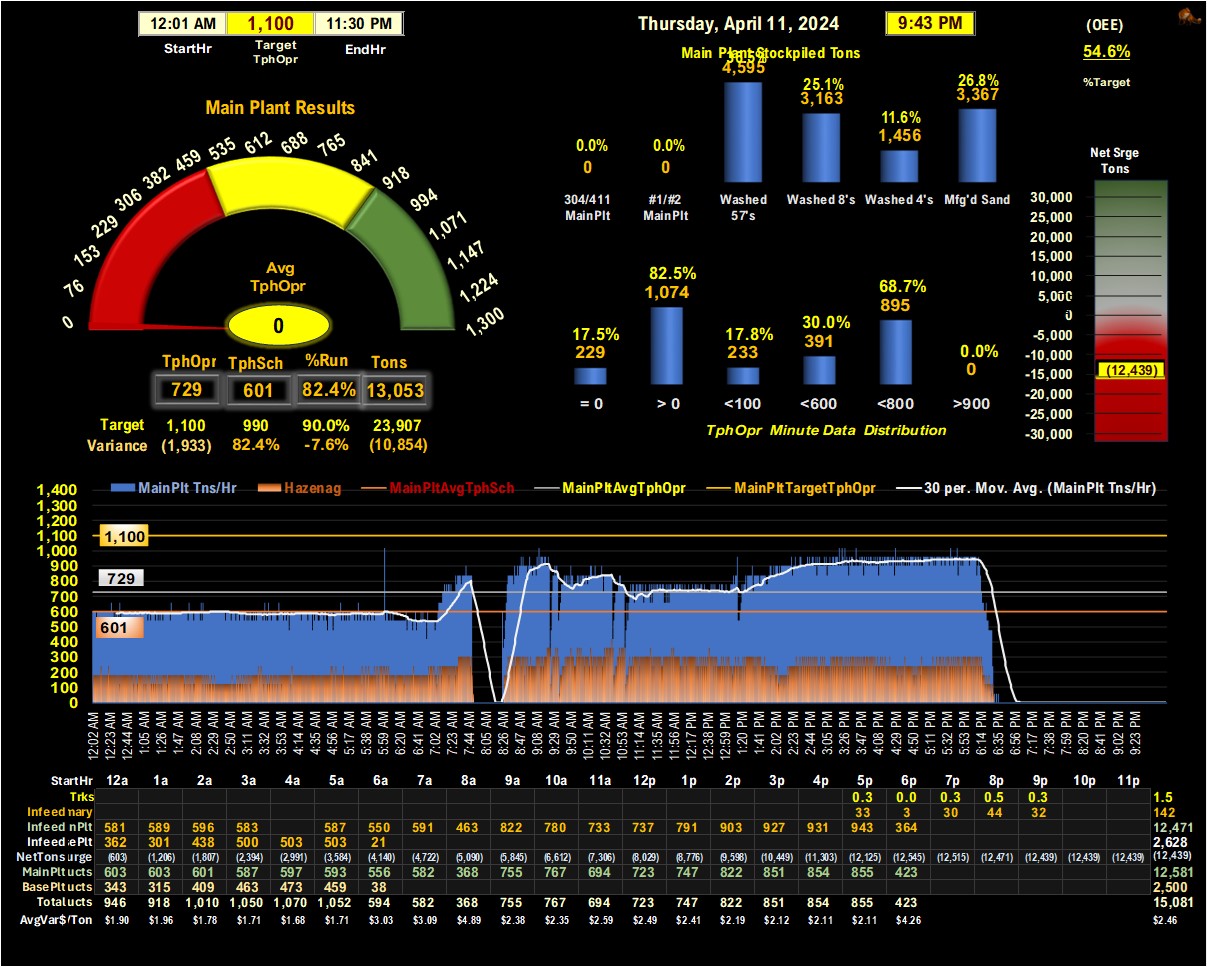 12:01 AM 1,100 11:30 PM
StartHr Target TphOpr EndHr
Thursday, April 11, 2024 9:43 PM
(OEE)
54.6%
%Target
Main Plant Stockpiled Tons
4,595
25.1% 26.8%
3,163 3,367
11.6%
1,456
0.0% 0.0%
0 0
304/411 MainPlt #1/#2 MainPlt Washed 57's Washed 8's Washed 4's Mfg'd Sand
Main Plant Results
0 76 153 229 306 382 459 535 612 688 765 841 918 994 1,071 1,147 1,224 1,300
Avg
TphOpr
0
TphOpr TphSch %Run Tons
729 601 82.4% 13,053
Target 1,100 990 90.0% 23,907
Variance (1,933) 82.4% -7.6% (10,854)
17.5% 82.5% 17.8% 30.0% 68.7% 0.0%
229 1,074 233 391 895 0
= 0 > 0 <100 <600 <800 >900
TphOpr Minute Data Distribution
Net Srge
Tons
30,000
25,000
20,000
15,000
10,000
5,000
0
-5,000
-10,000
(12,439)
-15,000
-20,000
-25,000
-30,000
MainPlt Tns/Hr Hazenag MainPltAvgTphSch MainPltAvgTphOpr MainPltTargetTphOpr 30 per. Mov. Avg. (MainPlt Tns/Hr)
1,400
1,300
1,200
1,100
1,000
900
800
700
600
500
400
300
200
100
0
1,100
729
601
12:02 AM 12:23 AM 12:44 AM 1:05 AM 1:26 AM 1:47 AM 2:08 AM 2:29 AM 2:50 AM 3:11 AM 3:32 AM 3:53 AM 4:14 AM 4:35 AM 4:56 AM 5:17 AM 5:38 AM 5:59 AM 6:20 AM 6:41 AM 7:02 AM 7:23 AM 7:44 AM 8:05 AM 8:26 AM 8:47 AM 9:08 AM 9:29 AM 9:50 AM 10:11 AM 10:32 AM 10:53 AM 11:14 AM 11:35 AM 11:56 AM 12:17 PM 12:38 PM 12:59 PM 1:20 PM 1:41 PM 2:02 PM 2:23 PM 2:44 PM 3:05 PM 3:26 PM 3:47 PM 4:08 PM 4:29 PM 4:50 PM 5:11 PM 5:32 PM 5:53 PM 6:14 PM 6:35 PM 6:56 PM 7:17 PM 7:38 PM 7:59 PM 8:20 PM 8:41 PM 9:02 PM 9:23 PM
StartHr 12a 1a 2a 3a 4a 5a 6a 7a 8a 9a 10a 11a 12p 1p 2p 3p 4p 5p 6p 7p 8p 9p 10p 11p
Trks 0.3 0.0 0.3 0.5 0.3 1.5
Infeed mary 33 3 30 44 32 142
Infeed nPlt 581 589 596 583 587 550 591 463 822 780 733 737 791 903 927 931 943 364 12,471
Infeed ePlt 362 301 438 500 503 503 21 2,628
NetTons urge (603) (1,206) (1,807) (2,394) (2,991) (3,584) (4,140) (4,722) (5,090) (5,845) (6,612) (7,306) (8,029) (8,776) (9,598) (10,449) (11,303) (12,125) (12,545) (12,515) (12,471) (12,439) (12,439) (12,439) (12,439)
MainPlt ucts 603 603 601 587 597 593 556 582 368 755 767 694 723 747 822 851 854 855 423 12,581
BasePlt ucts 343 315 409 463 473 459 38 2,500
Total ucts 946 918 1,010 1,050 1,070 1,052 594 582 368 755 767 694 723 747 822 851 854 855 423 15,081
AvgVar$/Ton $1.90 $1.96 $1.78 $1.71 $1.68 $1.71 $3.03 $3.09 $4.89 $2.38 $2.35 $2.59 $2.49 $2.41 $2.19 $2.12 $2.11 $2.11 $4.26 $2.46